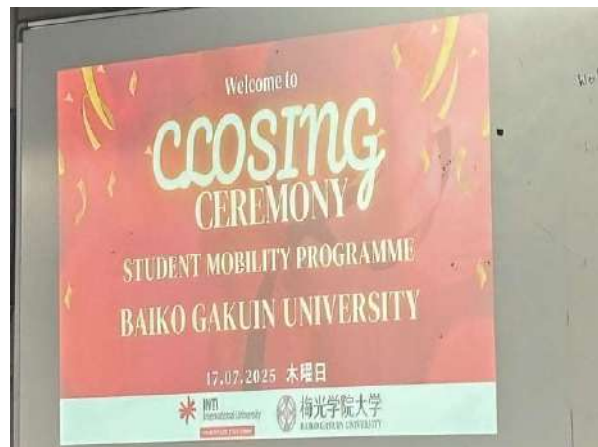 Welcome to
CLOSING
CEREMONY
STUDENT MOBILITY PROGRAMME
BAIKO GAKUIN UNIVERSITY
17.07.2025 木曜日
INTI
International University
梅光学院大学
BAIKO GAKUIN UNIVERSITY